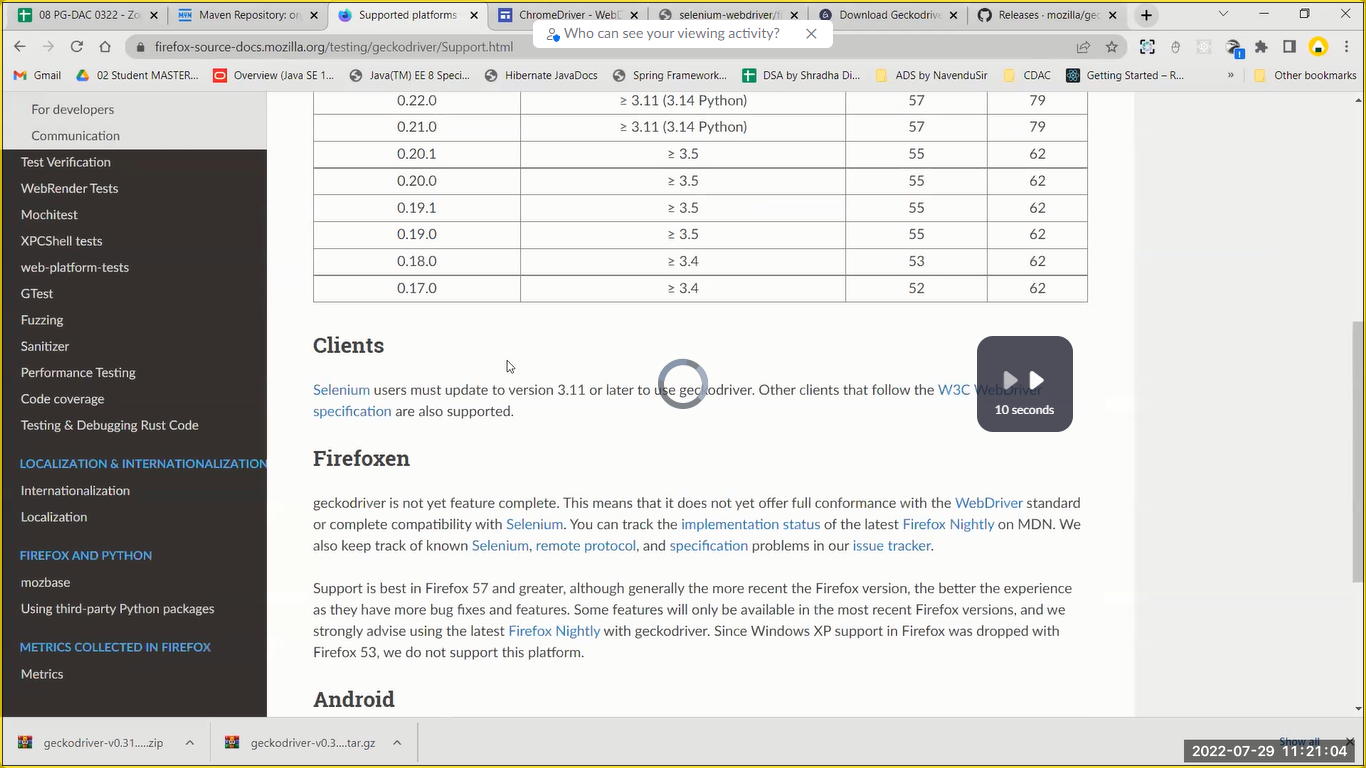 08 PG-DAC 0322 - Zo
Maven Repository: or
Supported platforms
ChromeDriver - WebD
selenium-webdriver/fi
Download Geckodrive
Releases · mozilla/gec
Who can see your viewing activity?
firefox-source-docs.mozilla.org/testing/geckodriver/Support.html
Gmail
02 Student MASTER...
Overview (Java SE 1...
Java(TM) EE 8 Speci...
Hibernate JavaDocs
Spring Framework...
DSA by Shradha Di...
ADS by NavenduSir
CDAC
Getting Started – R...
»
Other bookmarks
For developers
Communication
Test Verification
WebRender Tests
Mochitest
XPCShell tests
web-platform-tests
GTest
Fuzzing
Sanitizer
Performance Testing
Code coverage
Testing & Debugging Rust Code
LOCALIZATION & INTERNATIONALIZATION
Internationalization
Localization
FIREFOX AND PYTHON
mozbase
Using third-party Python packages
METRICS COLLECTED IN FIREFOX
Metrics
0.22.0 ≥ 3.11 (3.14 Python) 57 79
0.21.0 ≥ 3.11 (3.14 Python) 57 79
0.20.1 ≥ 3.5 55 62
0.20.0 ≥ 3.5 55 62
0.19.1 ≥ 3.5 55 62
0.19.0 ≥ 3.5 55 62
0.18.0 ≥ 3.4 53 62
0.17.0 ≥ 3.4 52 62
Clients
Selenium users must update to version 3.11 or later to use geckodriver. Other clients that follow the W3C WebDriver
specification are also supported.
10 seconds
Firefoxen
geckodriver is not yet feature complete. This means that it does not yet offer full conformance with the WebDriver standard
or complete compatibility with Selenium. You can track the implementation status of the latest Firefox Nightly on MDN. We
also keep track of known Selenium, remote protocol, and specification problems in our issue tracker.
Support is best in Firefox 57 and greater, although generally the more recent the Firefox version, the better the experience
as they have more bug fixes and features. Some features will only be available in the most recent Firefox versions, and we
strongly advise using the latest Firefox Nightly with geckodriver. Since Windows XP support in Firefox was dropped with
Firefox 53, we do not support this platform.
Android
geckodriver-v0.31.....zip
geckodriver-v0.3....tar.gz
Show all
2022-07-29 11:21:04